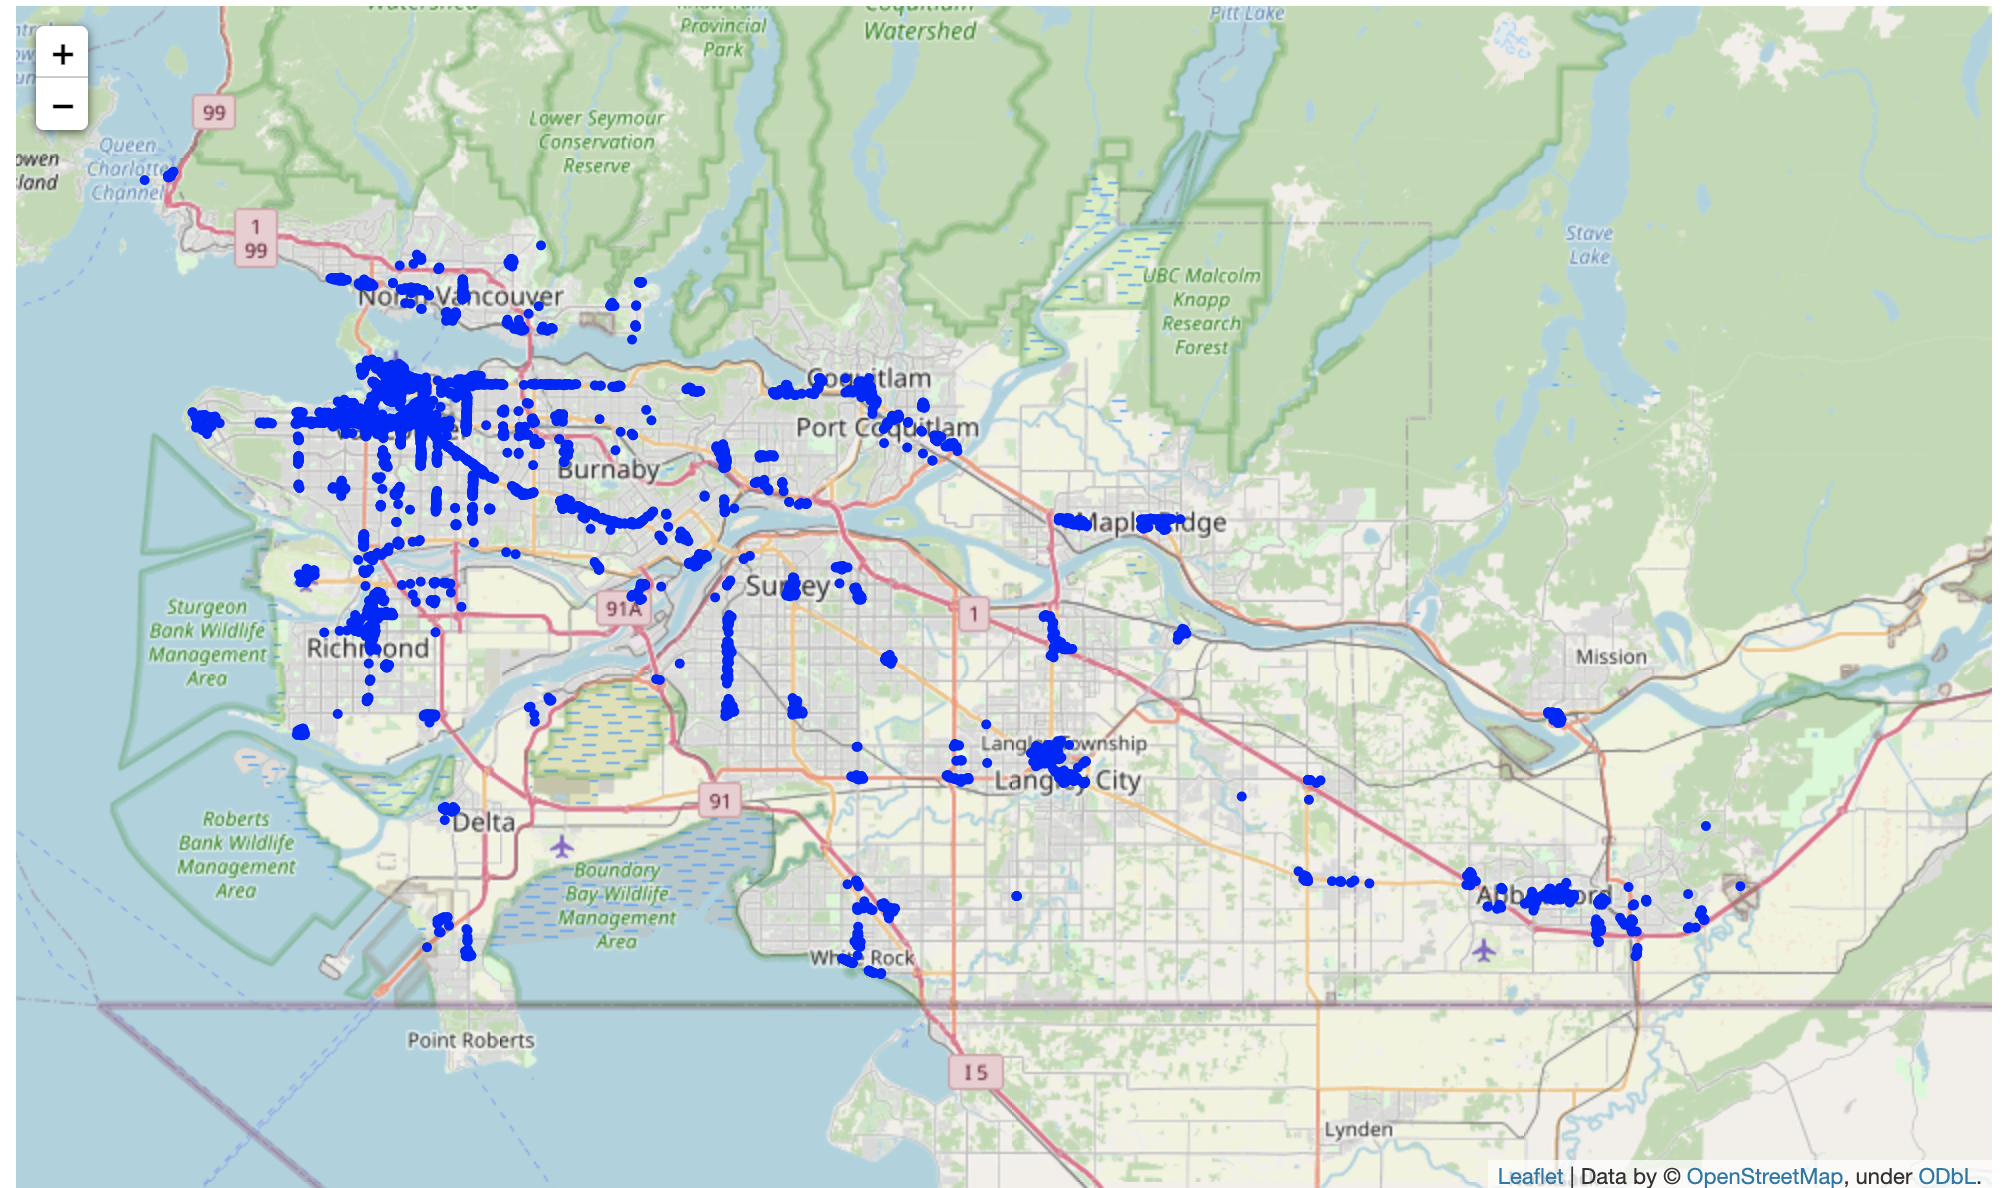 Watershed
Provincial
Park
Coquitlam
Watershed
Pitt Lake
+
−
99
Lower Seymour
Conservation
Reserve
Queen
Charlotte
Channel
1
99
Stave
Lake
UBC Malcolm
Knapp
Research
Forest
North Vancouver
Coquitlam
Port Coquitlam
Burnaby
Maple Ridge
Surrey
91A
1
Sturgeon
Bank Wildlife
Management
Area
Richmond
Mission
Langley Township
Langley City
91
Roberts
Bank Wildlife
Management
Area
Delta
Boundary
Bay Wildlife
Management
Area
Abbotsford
White Rock
Point Roberts
I 5
Lynden
Leaflet | Data by © OpenStreetMap, under ODbL.